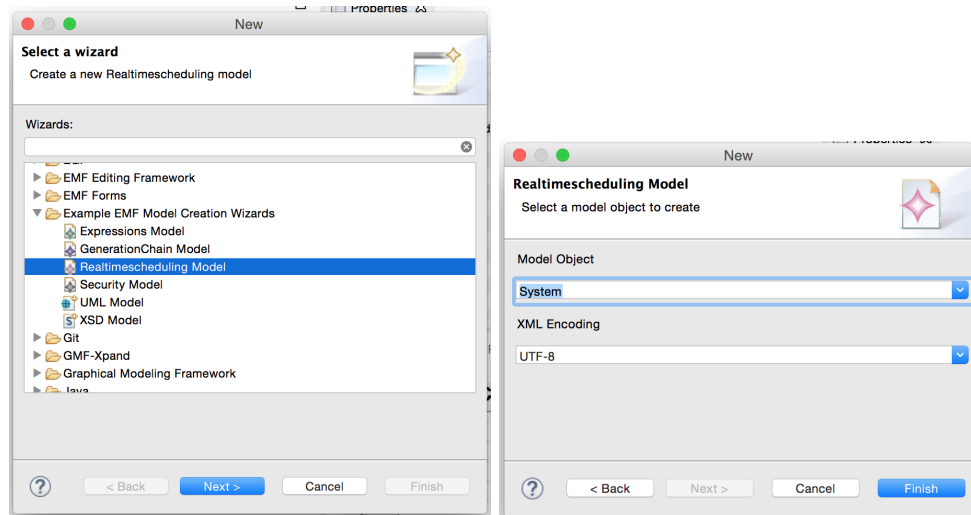 Properties
New
Select a wizard
Create a new Realtimescheduling model
Wizards:
EMF Editing Framework
EMF Forms
Example EMF Model Creation Wizards
Expressions Model
GenerationChain Model
Realtimescheduling Model
Security Model
UML Model
XSD Model
Git
GMF-Xpand
Graphical Modeling Framework
Java
?
< Back
Next >
Cancel
Finish
New
Realtimescheduling Model
Select a model object to create
Model Object
System
XML Encoding
UTF-8
?
< Back
Next >
Cancel
Finish